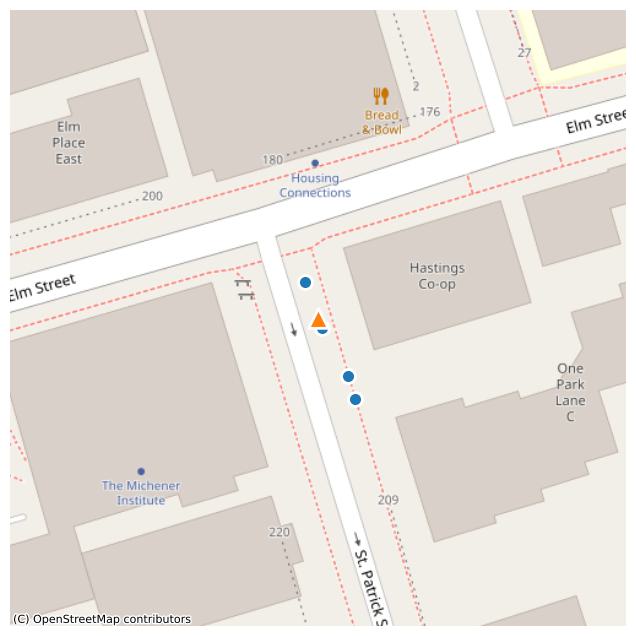 27
2
176
Elm Stree
Bread
& Bowl
Elm
Place
East
180
Housing
Connections
200
Hastings
Co-op
Elm Street
One
Park
Lane
C
The Michener
Institute
209
220
St. Patrick S
(C) OpenStreetMap contributors